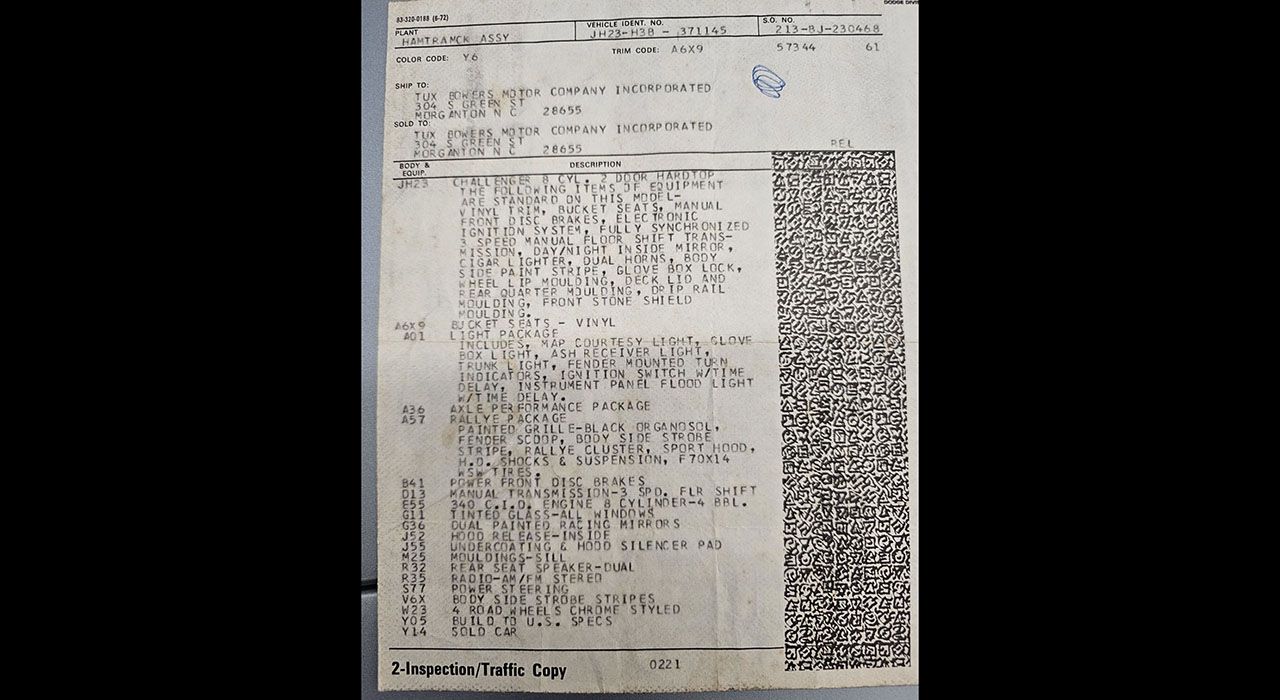 DODGE DIVI
83-320-0188 (6-72)
PLANT
HAMTRAMCK ASSY
VEHICLE IDENT. NO.
JH23-H3B - 371145
S.O. NO.
213-BJ-230468
COLOR CODE: Y6
TRIM CODE: A6X9
57344 61
SHIP TO:
TUX BOWERS MOTOR COMPANY INCORPORATED
304 S GREEN ST
MORGANTON N C 28655
SOLD TO:
TUX BOWERS MOTOR COMPANY INCORPORATED
304 S GREEN ST
MORGANTON N C 28655
REL
BODY &
EQUIP.
DESCRIPTION
JH23 CHALLENGER 8 CYL. 2 DOOR HARDTOP
THE FOLLOWING ITEMS OF EQUIPMENT
ARE STANDARD ON THIS MODEL-
VINYL TRIM, BUCKET SEATS, MANUAL
FRONT DISC BRAKES, ELECTRONIC
IGNITION SYSTEM, FULLY SYNCHRONIZED
3 SPEED MANUAL FLOOR SHIFT TRANS-
MISSION, DAY/NIGHT INSIDE MIRROR,
CIGAR LIGHTER, DUAL HORNS, BODY
SIDE PAINT STRIPE, GLOVE BOX LOCK,
WHEEL LIP MOULDING, DECK LID AND
REAR QUARTER MOULDING, DRIP RAIL
MOULDING, FRONT STONE SHIELD
MOULDING.
A6X9 BUCKET SEATS - VINYL
A01 LIGHT PACKAGE
INCLUDES, MAP COURTESY LIGHT, GLOVE
BOX LIGHT, ASH RECEIVER LIGHT,
TRUNK LIGHT, FENDER MOUNTED TURN
INDICATORS, IGNITION SWITCH W/TIME
DELAY, INSTRUMENT PANEL FLOOD LIGHT
W/TIME DELAY.
A36 AXLE PERFORMANCE PACKAGE
A57 RALLYE PACKAGE
PAINTED GRILLE-BLACK ORGANOSOL,
FENDER SCOOP, BODY SIDE STROBE
STRIPE, RALLYE CLUSTER, SPORT HOOD,
H.D. SHOCKS & SUSPENSION, F70X14
WSW TIRES.
B41 POWER FRONT DISC BRAKES
D13 MANUAL TRANSMISSION-3 SPD. FLR SHIFT
E55 340 C.I.D. ENGINE 8 CYLINDER-4 BBL.
G11 TINTED GLASS-ALL WINDOWS
G36 DUAL PAINTED RACING MIRRORS
J52 HOOD RELEASE-INSIDE
J55 UNDERCOATING & HOOD SILENCER PAD
M25 MOULDINGS-SILL
R32 REAR SEAT SPEAKER-DUAL
R35 RADIO-AM/FM STEREO
S77 POWER STEERING
V6X BODY SIDE STROBE STRIPES
W23 4 ROAD WHEELS CHROME STYLED
Y05 BUILD TO U.S. SPECS
Y14 SOLD CAR
2-Inspection/Traffic Copy
0221